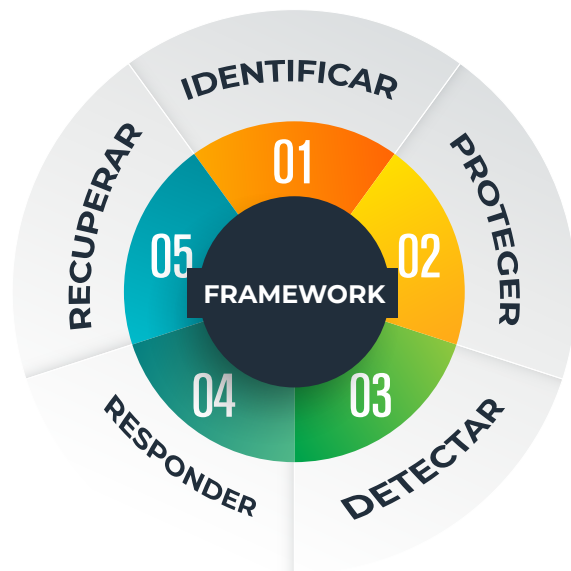 IDENTIFICAR
01
PROTEGER
02
DETECTAR
03
RESPONDER
04
RECUPERAR
05
FRAMEWORK